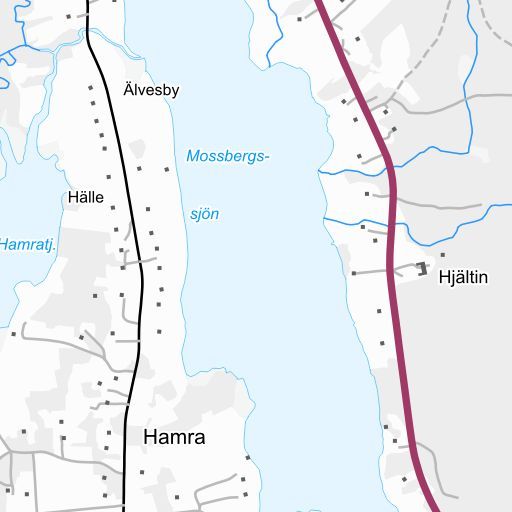 Älvesby
Mossbergs-
Hälle
sjön
Hamratj.
Hjältin
Hamra